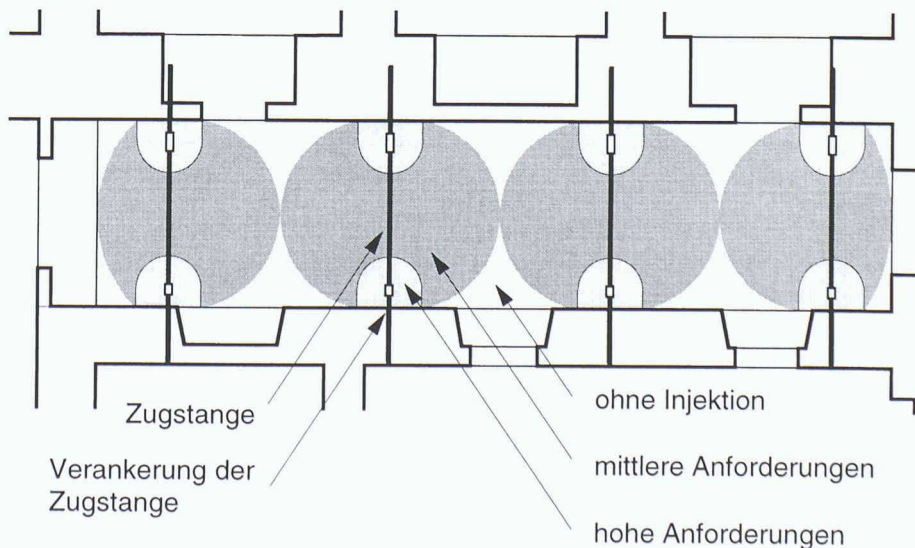 Zugstange
Verankerung der
Zugstange
ohne Injektion
mittlere Anforderungen
hohe Anforderungen